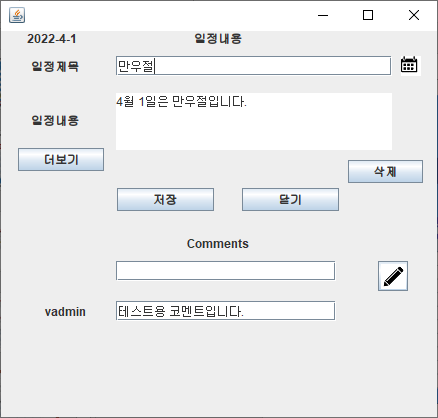 2022-4-1 일정내용
일정제목 만우절
일정내용 4월 1일은 만우절입니다.
더보기
삭제
저장 닫기
Comments
vadmin 테스트용 코멘트입니다.